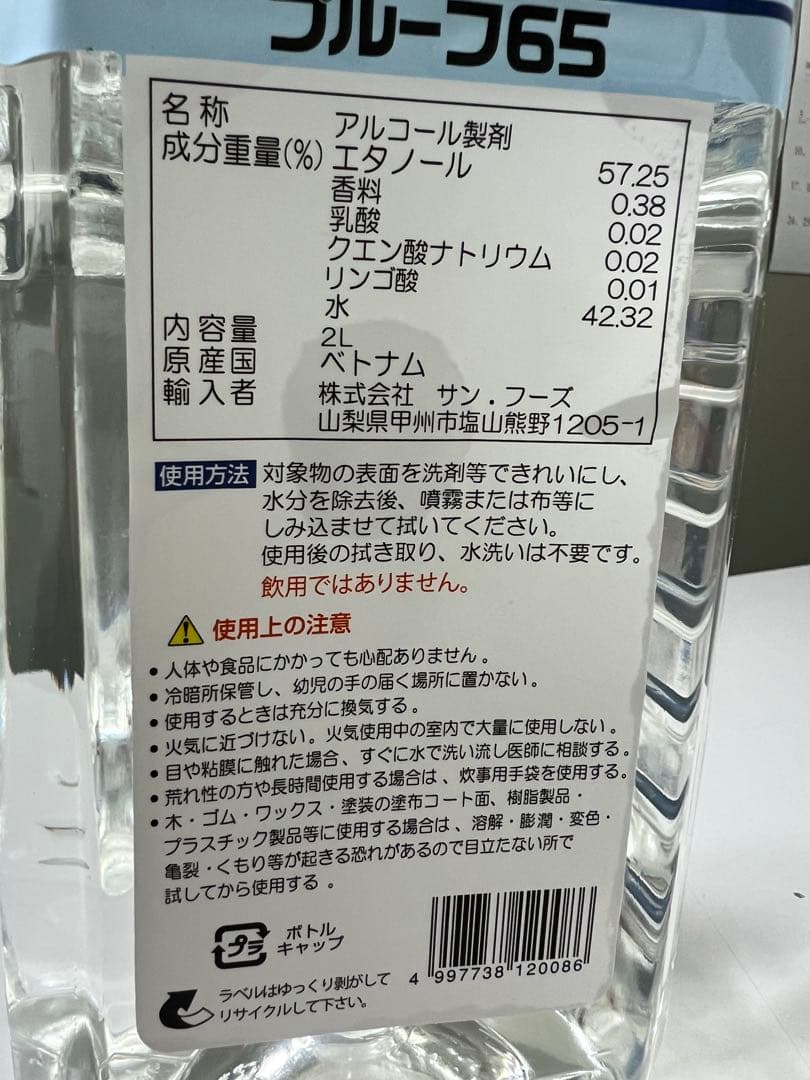 プルーフ65
名称 アルコール製剤
成分重量(%) エタノール 57.25
香料 0.38
乳酸 0.02
クエン酸ナトリウム 0.02
リンゴ酸 0.01
水 42.32
内容量 2L
原産国 ベトナム
輸入者 株式会社 サン.フーズ
山梨県甲州市塩山熊野1205-1
使用方法 対象物の表面を洗剤等できれいにし、
水分を除去後、噴霧または布等に
しみ込ませて拭いてください。
使用後の拭き取り、水洗いは不要です。
飲用ではありません。
使用上の注意
•人体や食品にかかっても心配ありません。
•冷暗所保管し、幼児の手の届く場所に置かない。
•使用するときは充分に換気する。
•火気に近づけない。火気使用中の室内で大量に使用しない。
•目や粘膜に触れた場合、すぐに水で洗い流し医師に相談する。
•荒れ性の方や長時間使用する場合は、炊事用手袋を使用する。
•木・ゴム・ワックス・塗装の塗布コート面、樹脂製品・
プラスチック製品等に使用する場合は、溶解・膨潤・変色・
亀裂・くもり等が起きる恐れがあるので目立たない所で
試してから使用する。
プラ ボトル
キャップ
ラベルはゆっくり剥がして
リサイクルして下さい。
4 997738 120086